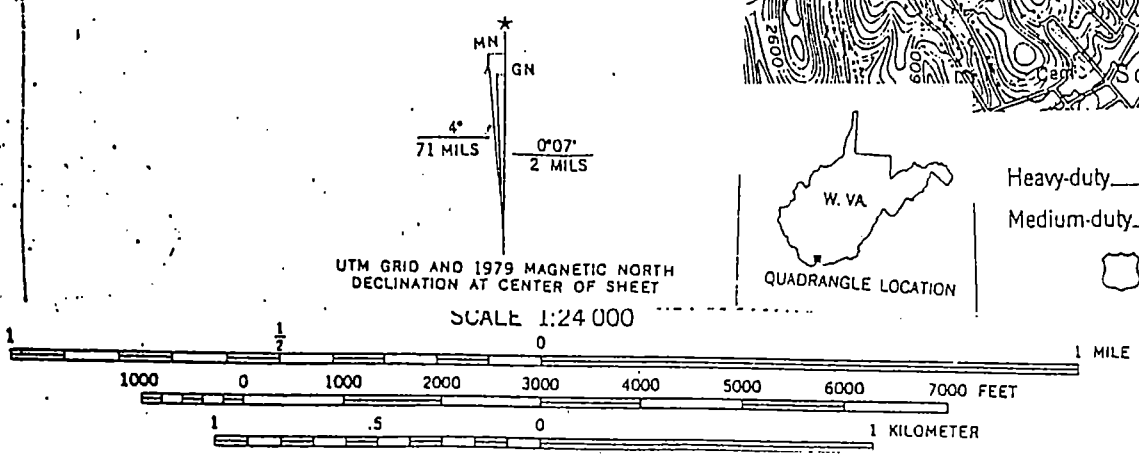 MN
GN
4°
71 MILS
0°07'
2 MILS
UTM GRID AND 1979 MAGNETIC NORTH
DECLINATION AT CENTER OF SHEET
2600
Cem
W. VA.
QUADRANGLE LOCATION
Heavy-duty
Medium-duty
SCALE 1:24 000
1 1/2 0 1 MILE
1000 0 1000 2000 3000 4000 5000 6000 7000 FEET
1 .5 0 1 KILOMETER